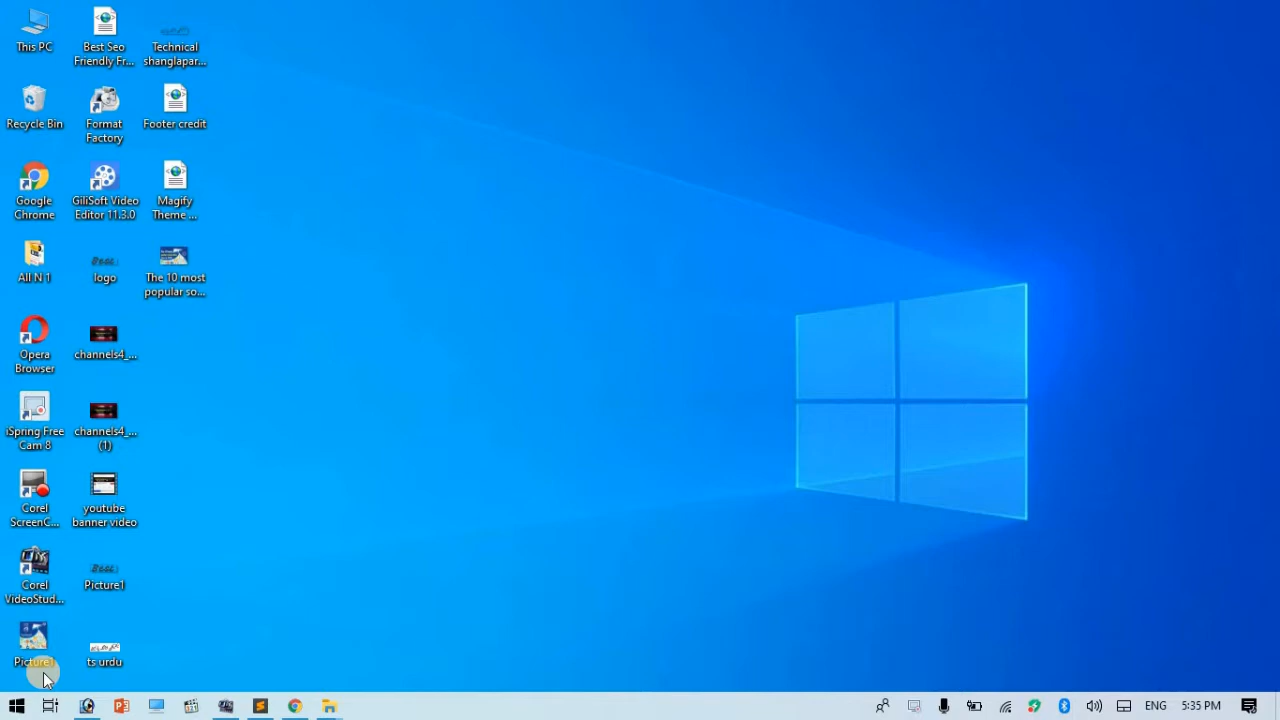 This PC
Best Seo
Friendly Fr...
Technical
shanglapar...
Recycle Bin
Format
Factory
Footer credit
Google
Chrome
GiliSoft Video
Editor 11.3.0
Magify
Theme ...
All N 1
logo
The 10 most
popular so...
Opera
Browser
channels4_...
iSpring Free
Cam 8
channels4_...
(1)
Corel
ScreenC...
youtube
banner video
Corel
VideoStud...
Picture1
Picture1
ts urdu
ENG
5:35 PM